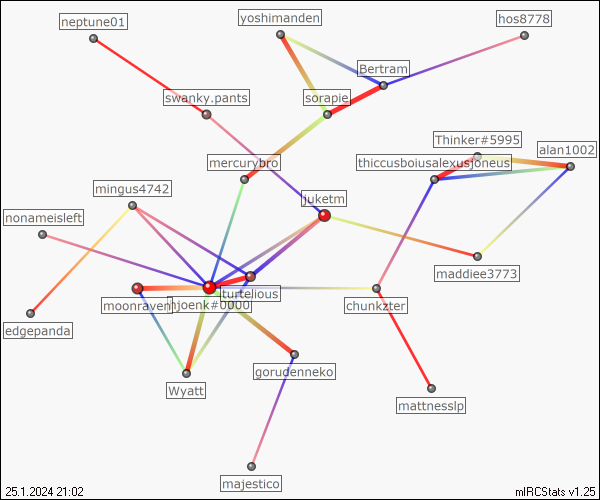 neptune01
yoshimanden
hos8778
Bertram
swanky.pants
sorapie
Thinker#5995
alan1002
mercurybro
thiccusboiusalexusjoneus
mingus4742
juketm
nonameisleft
maddiee3773
turtelious
moonraven
hjoenk#0000
chunkzter
edgepanda
gorudenneko
Wyatt
mattnesslp
majestico
25.1.2024 21:02
mIRCStats v1.25